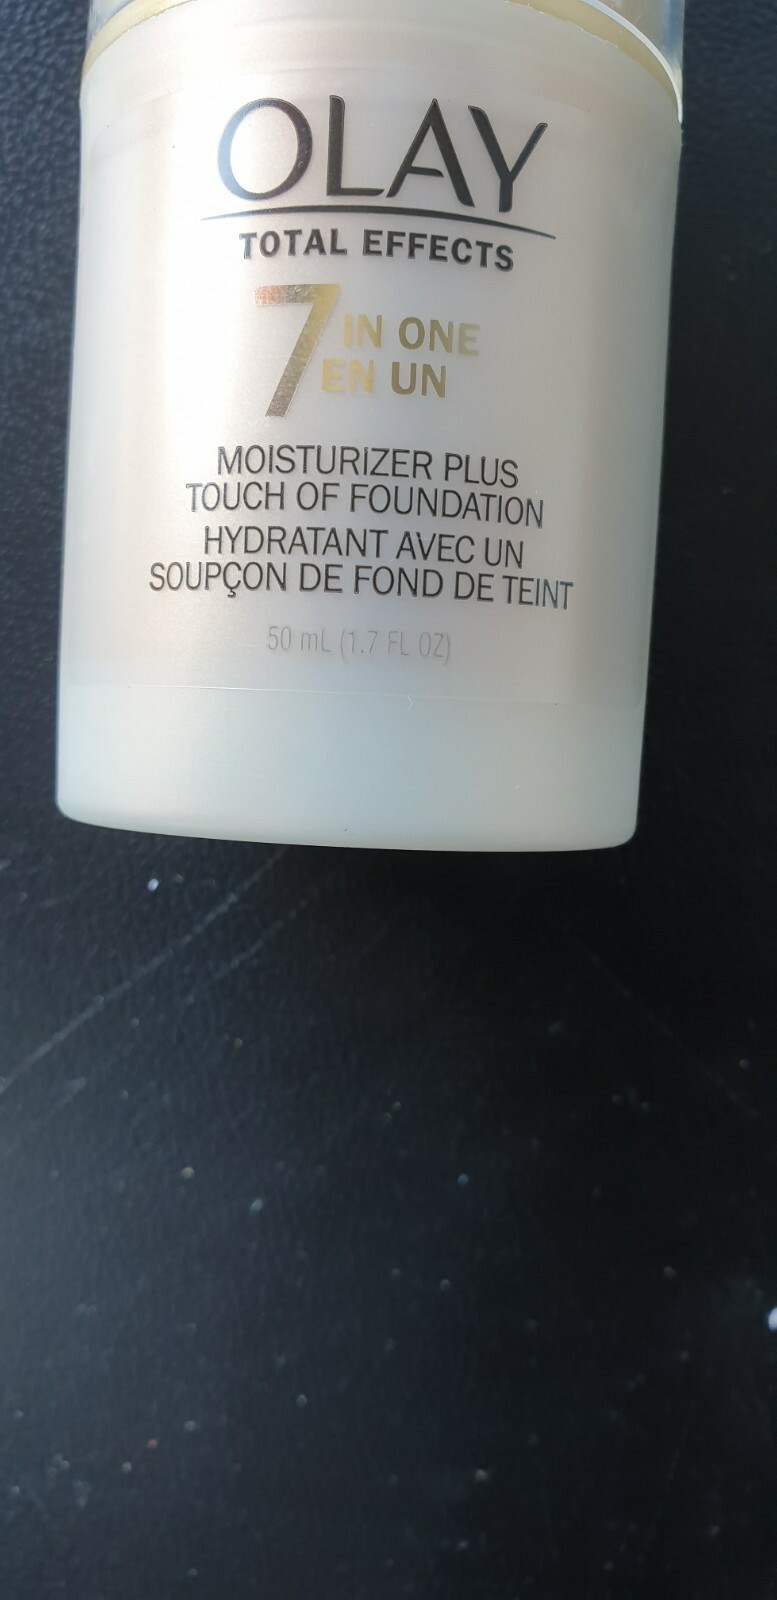 OLAY
TOTAL EFFECTS
7 IN ONE
EN UN
MOISTURIZER PLUS
TOUCH OF FOUNDATION
HYDRATANT AVEC UN
SOUPÇON DE FOND DE TEINT
50 mL (1.7 FL OZ)